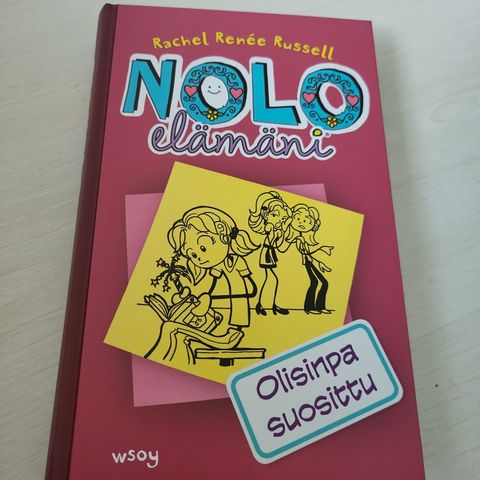 Rachel Renée Russell
NOLO
elämäni
Olisinpa
suosittu
wsoy